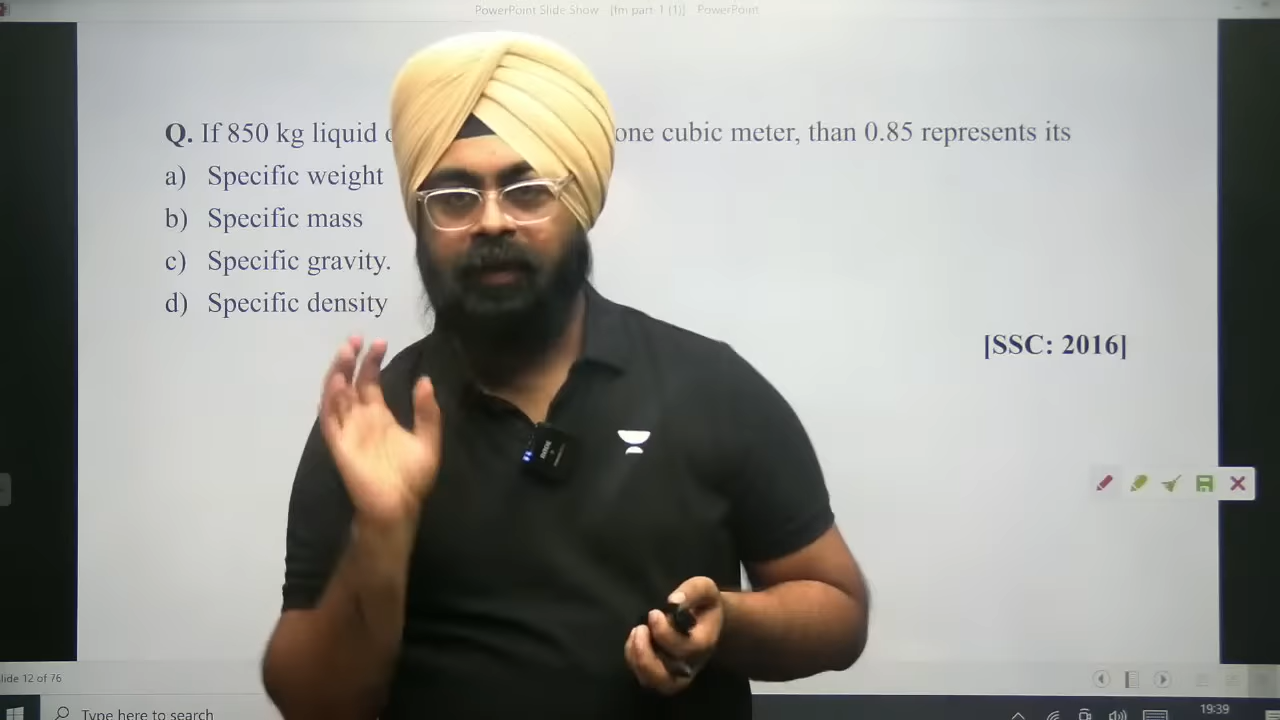 PowerPoint Slide Show - [fm part-1 (1)] - PowerPoint
Q. If 850 kg liquid one cubic meter, than 0.85 represents its
a) Specific weight
b) Specific mass
c) Specific gravity.
d) Specific density
[SSC: 2016]
lide 12 of 76
Type here to search
19:39